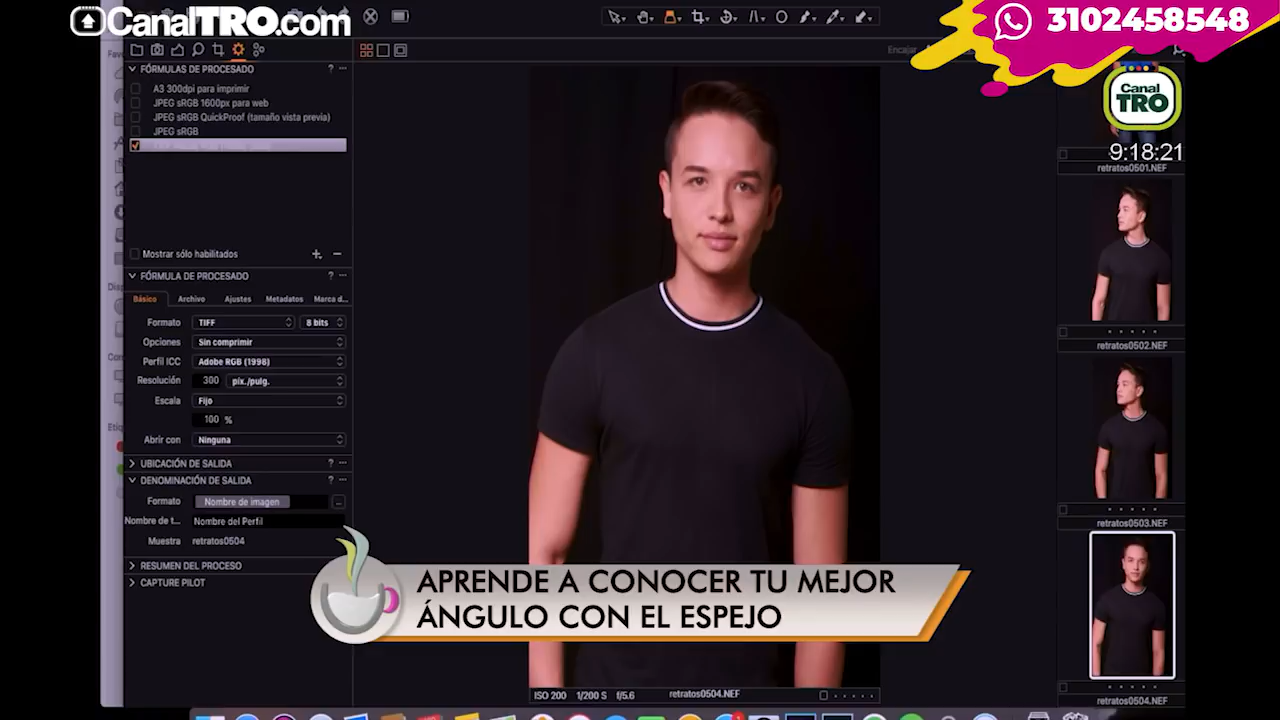 CanalTRO.com
3102458548
Canal
TRO
9:18:21
FÓRMULAS DE PROCESADO
? ...
A3 300dpi para imprimir
JPEG sRGB 1600px para web
JPEG sRGB QuickProof (tamaño vista previa)
JPEG sRGB
Mostrar sólo habilitados
+ −
FÓRMULA DE PROCESADO
? ...
Básico Archivo Ajustes Metadatos Marca d...
Formato TIFF 8 bits
Opciones Sin comprimir
Perfil ICC Adobe RGB (1998)
Resolución 300 píx./pulg.
Escala Fijo
100 %
Abrir con Ninguna
UBICACIÓN DE SALIDA
? ...
DENOMINACIÓN DE SALIDA
? ...
Formato Nombre de imagen ...
Nombre de t... Nombre del Perfil
Muestra retratos0504
RESUMEN DEL PROCESO
CAPTURE PILOT
Encajar
retratos0501.NEF
retratos0502.NEF
retratos0503.NEF
retratos0504.NEF
APRENDE A CONOCER TU MEJOR
ÁNGULO CON EL ESPEJO
ISO 200 1/200 S f/5.6 retratos0504.NEF